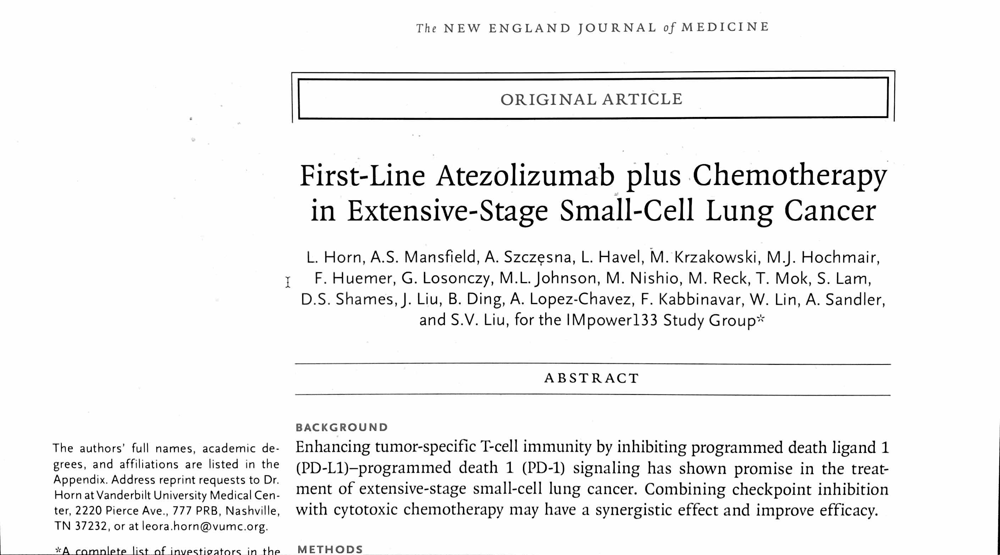 The NEW ENGLAND JOURNAL of MEDICINE
ORIGINAL ARTICLE
First-Line Atezolizumab plus Chemotherapy
in Extensive-Stage Small-Cell Lung Cancer
L. Horn, A.S. Mansfield, A. Szczęsna, L. Havel, M. Krzakowski, M.J. Hochmair,
F. Huemer, G. Losonczy, M.L. Johnson, M. Nishio, M. Reck, T. Mok, S. Lam,
D.S. Shames, J. Liu, B. Ding, A. Lopez-Chavez, F. Kabbinavar, W. Lin, A. Sandler,
and S.V. Liu, for the IMpower133 Study Group*
ABSTRACT
The authors' full names, academic de-
grees, and affiliations are listed in the
Appendix. Address reprint requests to Dr.
Horn at Vanderbilt University Medical Cen-
ter, 2220 Pierce Ave., 777 PRB, Nashville,
TN 37232, or at leora.horn@vumc.org.
*A complete list of investigators in the
BACKGROUND
Enhancing tumor-specific T-cell immunity by inhibiting programmed death ligand 1
(PD-L1)–programmed death 1 (PD-1) signaling has shown promise in the treat-
ment of extensive-stage small-cell lung cancer. Combining checkpoint inhibition
with cytotoxic chemotherapy may have a synergistic effect and improve efficacy.
METHODS